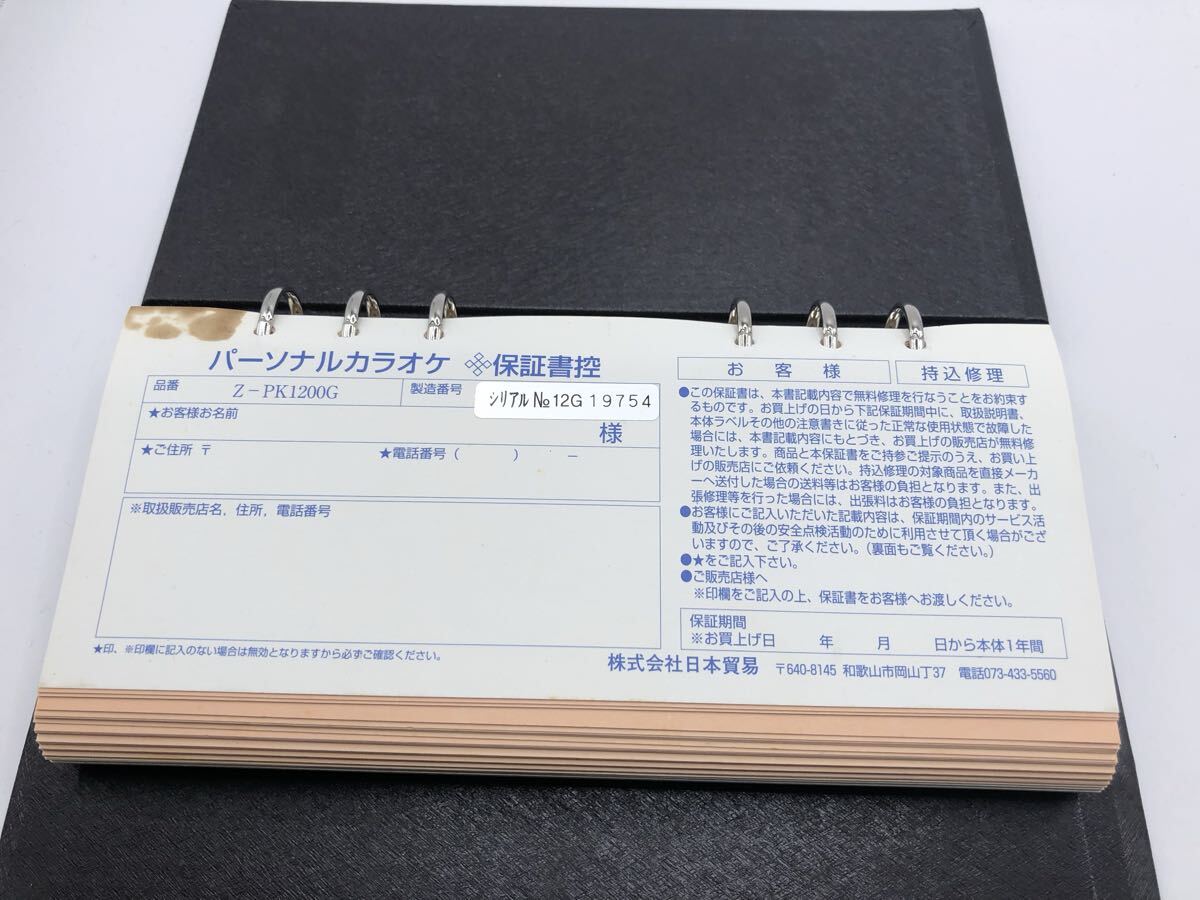 パーソナルカラオケ ※保証書控
品番 Z-PK1200G 製造番号 シリアル№12G 19754
★お客様お名前
様
★ご住所 〒 ★電話番号( ) −
※取扱販売店名，住所，電話番号
★印、※印欄に記入のない場合は無効となりますから必ずご確認ください。
お客様 持込修理
●この保証書は、本書記載内容で無料修理を行なうことをお約束す
るものです。お買上げの日から下記保証期間中に、取扱説明書、
本体ラベルその他の注意書きに従った正常な使用状態で故障した
場合には、本書記載内容にもとづき、お買上げの販売店が無料修
理いたします。商品と本保証書をご持参ご提示のうえ、お買い上
げの販売店にご依頼ください。持込修理の対象商品を直接メーカ
ーへ送付した場合の送料等はお客様の負担となります。また、出
張修理等を行った場合には、出張料はお客様の負担となります。
●お客様にご記入いただいた記載内容は、保証期間内のサービス活
動及びその後の安全点検活動のために利用させて頂く場合がござ
いますので、ご了承ください。（裏面もご覧ください。）
●★をご記入下さい。
●ご販売店様へ
※印欄をご記入の上、保証書をお客様へお渡しください。
保証期間
※お買上げ日 年 月 日から本体1年間
株式会社日本貿易 〒640-8145 和歌山市岡山丁37 電話073-433-5560